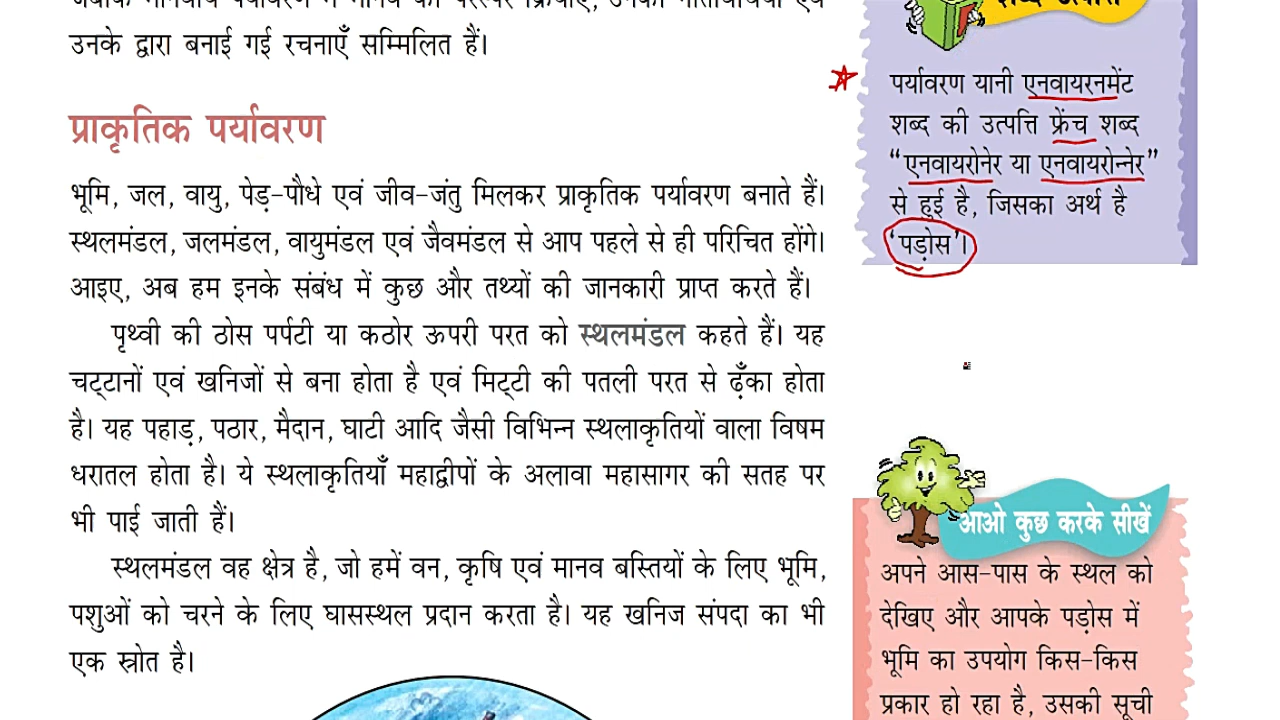 उनके द्वारा बनाई गई रचनाएँ सम्मिलित हैं।
प्राकृतिक पर्यावरण
भूमि, जल, वायु, पेड़-पौधे एवं जीव-जंतु मिलकर प्राकृतिक पर्यावरण बनाते हैं।
स्थलमंडल, जलमंडल, वायुमंडल एवं जैवमंडल से आप पहले से ही परिचित होंगे।
आइए, अब हम इनके संबंध में कुछ और तथ्यों की जानकारी प्राप्त करते हैं।
पृथ्वी की ठोस पर्पटी या कठोर ऊपरी परत को स्थलमंडल कहते हैं। यह
चट्टानों एवं खनिजों से बना होता है एवं मिट्टी की पतली परत से ढ़ँका होता
है। यह पहाड़, पठार, मैदान, घाटी आदि जैसी विभिन्न स्थलाकृतियों वाला विषम
धरातल होता है। ये स्थलाकृतियाँ महाद्वीपों के अलावा महासागर की सतह पर
भी पाई जाती हैं।
स्थलमंडल वह क्षेत्र है, जो हमें वन, कृषि एवं मानव बस्तियों के लिए भूमि,
पशुओं को चरने के लिए घासस्थल प्रदान करता है। यह खनिज संपदा का भी
एक स्रोत है।
पर्यावरण यानी एनवायरनमेंट
शब्द की उत्पत्ति फ्रेंच शब्द
“एनवायरोनेर या एनवायरोन्नेर”
से हुई है, जिसका अर्थ है
‘पड़ोस’।
आओ कुछ करके सीखें
अपने आस-पास के स्थल को
देखिए और आपके पड़ोस में
भूमि का उपयोग किस-किस
प्रकार हो रहा है, उसकी सूची